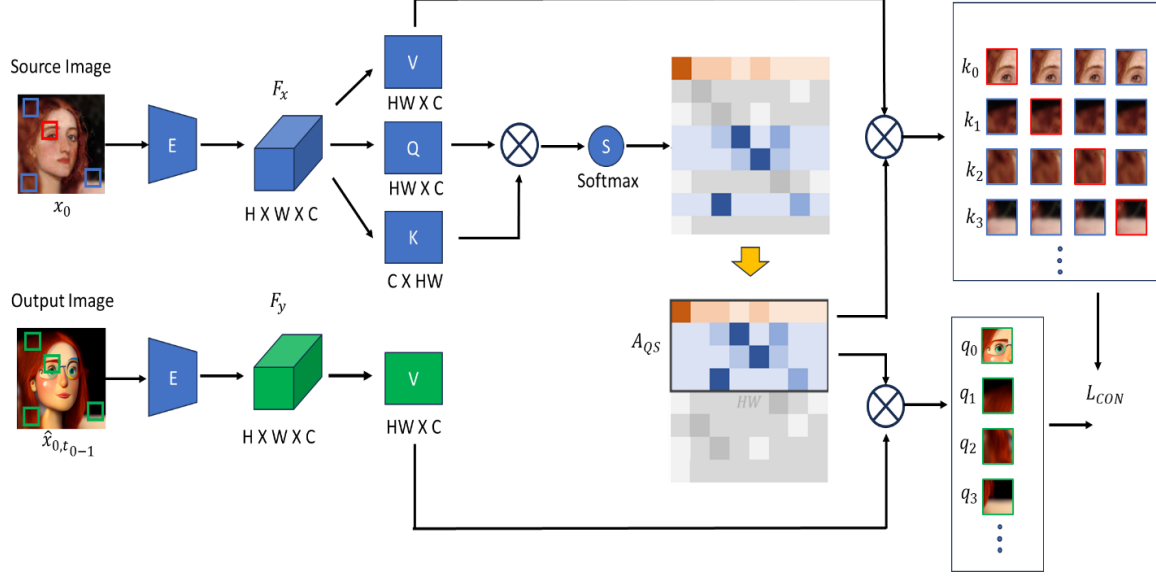 Source Image
x_0
E
F_x
H X W X C
V
HW X C
Q
HW X C
K
C X HW
S
Softmax
k_0
k_1
k_2
k_3
Output Image
x̂_{0,t_{0-1}}
E
F_y
H X W X C
V
HW X C
A_{QS}
HW
q_0
q_1
q_2
q_3
L_{CON}